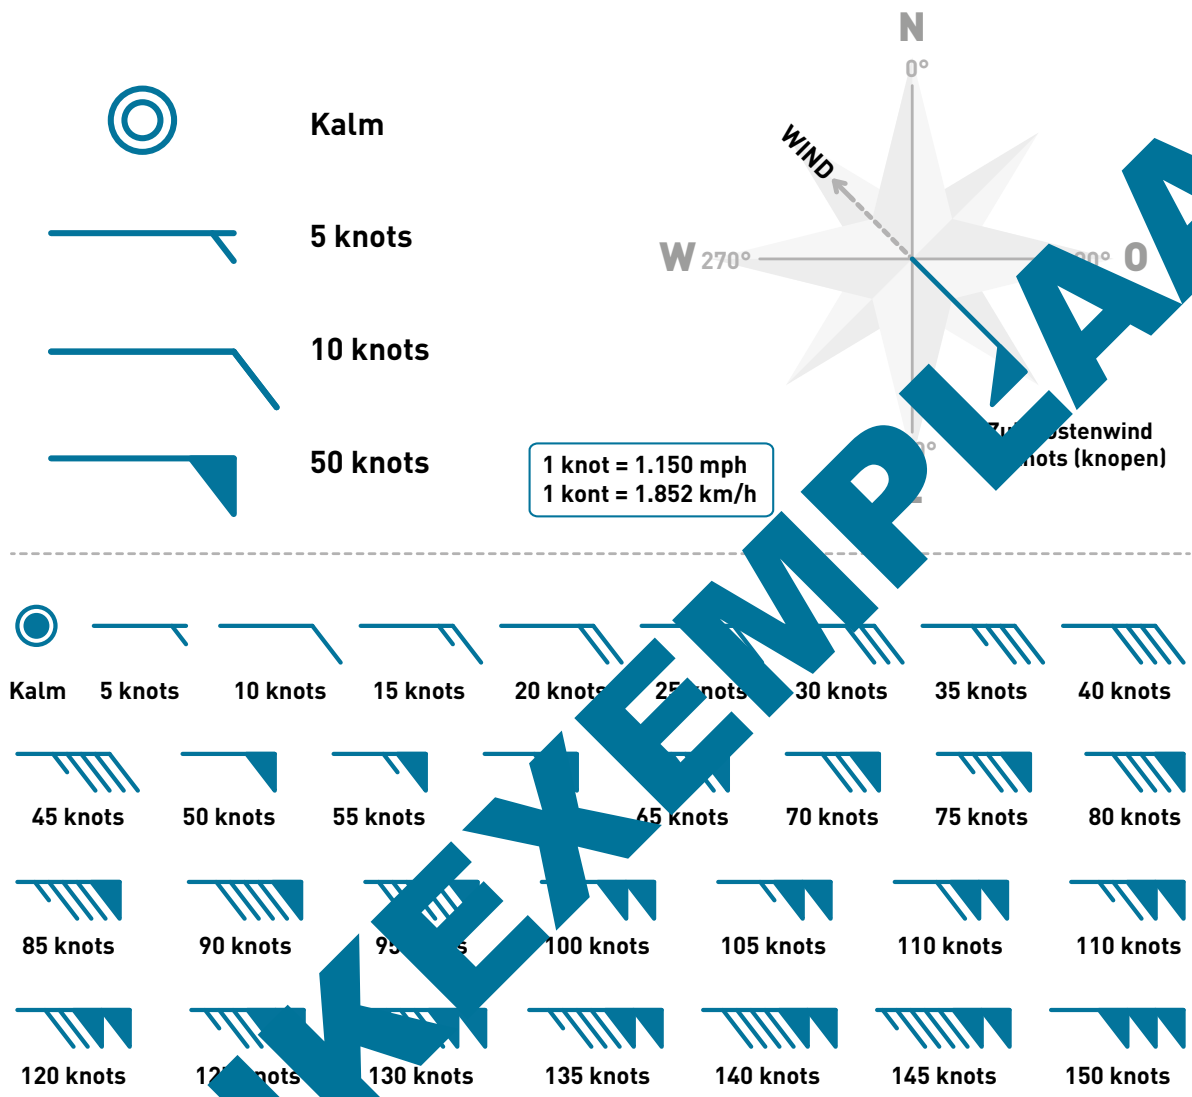 N
0°
Kalm
WIND
5 knots
W 270°
O
10 knots
50 knots
1 knot = 1.150 mph
1 kont = 1.852 km/h
(knopen)
Kalm 5 knots 10 knots 15 knots 20 knots 25 knots 30 knots 35 knots 40 knots
45 knots 50 knots 55 knots 65 knots 70 knots 75 knots 80 knots
85 knots 90 knots 100 knots 105 knots 110 knots 110 knots
120 knots knots 130 knots 135 knots 140 knots 145 knots 150 knots
KEXEMPLAA